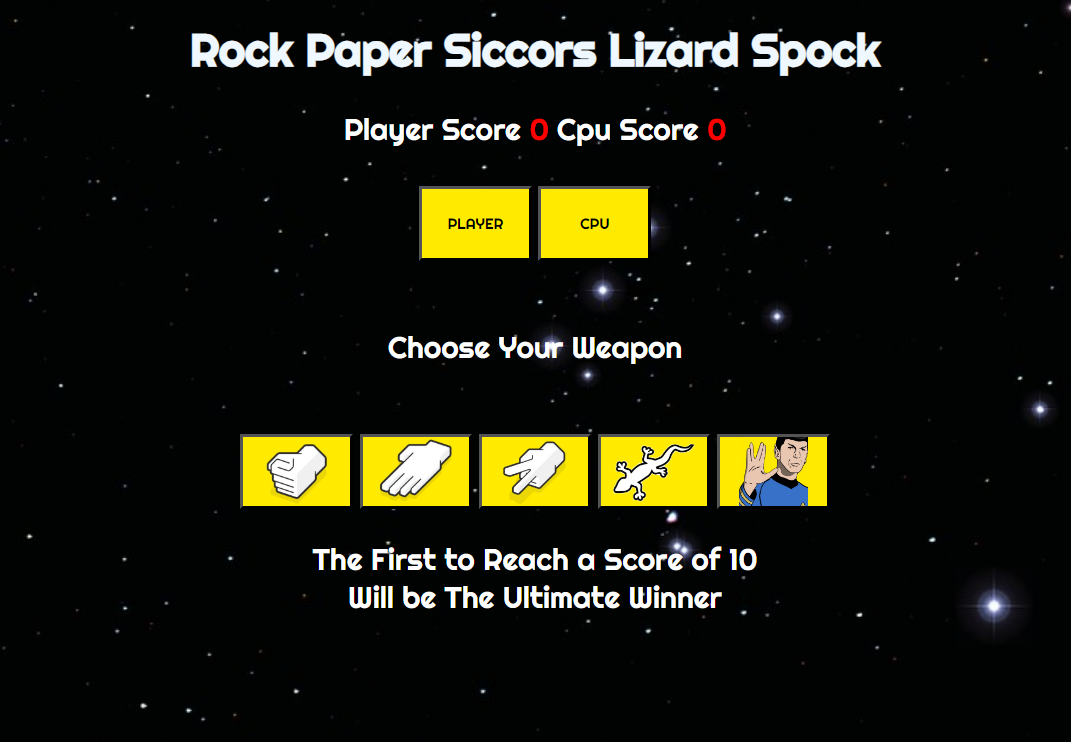 Rock Paper Siccors Lizard Spock
Player Score 0 Cpu Score 0
PLAYER CPU
Choose Your Weapon
The First to Reach a Score of 10
Will be The Ultimate Winner